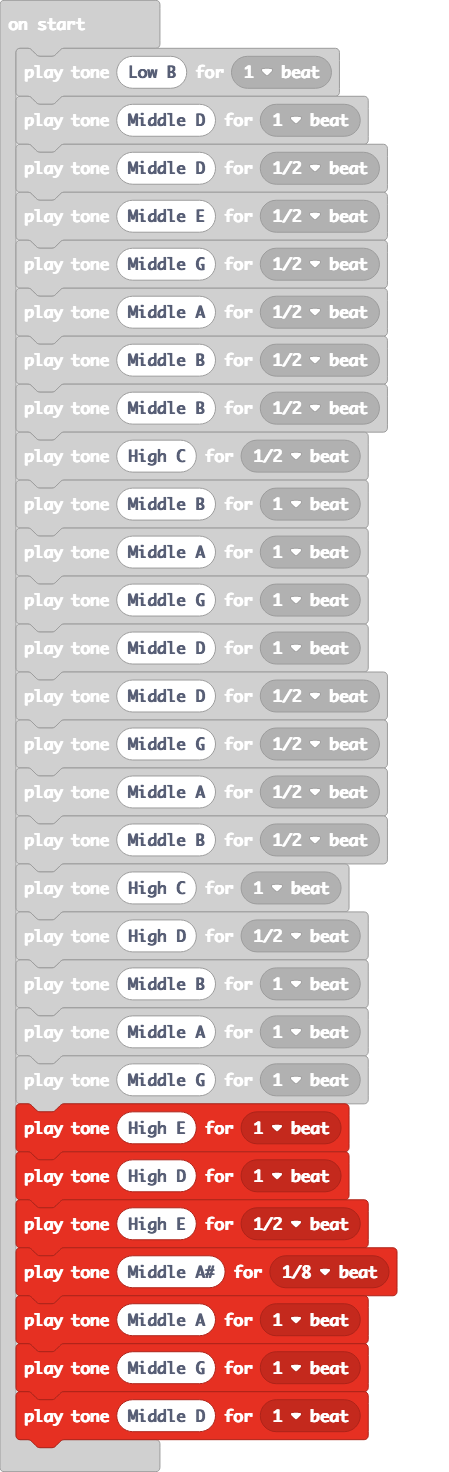 on start
play tone Low B for 1 beat
play tone Middle D for 1 beat
play tone Middle D for 1/2 beat
play tone Middle E for 1/2 beat
play tone Middle G for 1/2 beat
play tone Middle A for 1/2 beat
play tone Middle B for 1/2 beat
play tone Middle B for 1/2 beat
play tone High C for 1/2 beat
play tone Middle B for 1 beat
play tone Middle A for 1 beat
play tone Middle G for 1 beat
play tone Middle D for 1 beat
play tone Middle D for 1/2 beat
play tone Middle G for 1/2 beat
play tone Middle A for 1/2 beat
play tone Middle B for 1/2 beat
play tone High C for 1 beat
play tone High D for 1/2 beat
play tone Middle B for 1 beat
play tone Middle A for 1 beat
play tone Middle G for 1 beat
play tone High E for 1 beat
play tone High D for 1 beat
play tone High E for 1/2 beat
play tone Middle A# for 1/8 beat
play tone Middle A for 1 beat
play tone Middle G for 1 beat
play tone Middle D for 1 beat